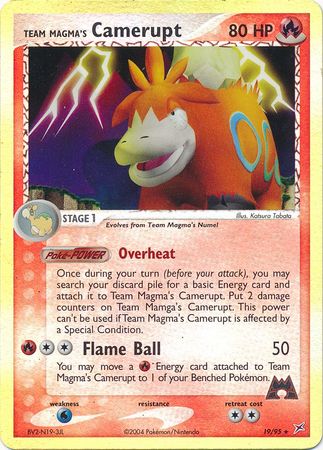 TEAM MAGMA'S Camerupt 80 HP
Illus. Katsura Tabata
STAGE 1
Evolves from Team Magma's Numel
Poké-POWER Overheat
Once during your turn (before your attack), you may
search your discard pile for a basic Energy card and
attach it to Team Magma's Camerupt. Put 2 damage
counters on Team Mamga's Camerupt. This power
can't be used if Team Magma's Camerupt is affected by
a Special Condition.
Flame Ball 50
You may move a Energy card attached to
Team Magma's Camerupt to 1 of your Benched Pokémon.
weakness resistance retreat cost
BV2-N19-3JL ©2004 Pokémon/Nintendo 19/95 ★